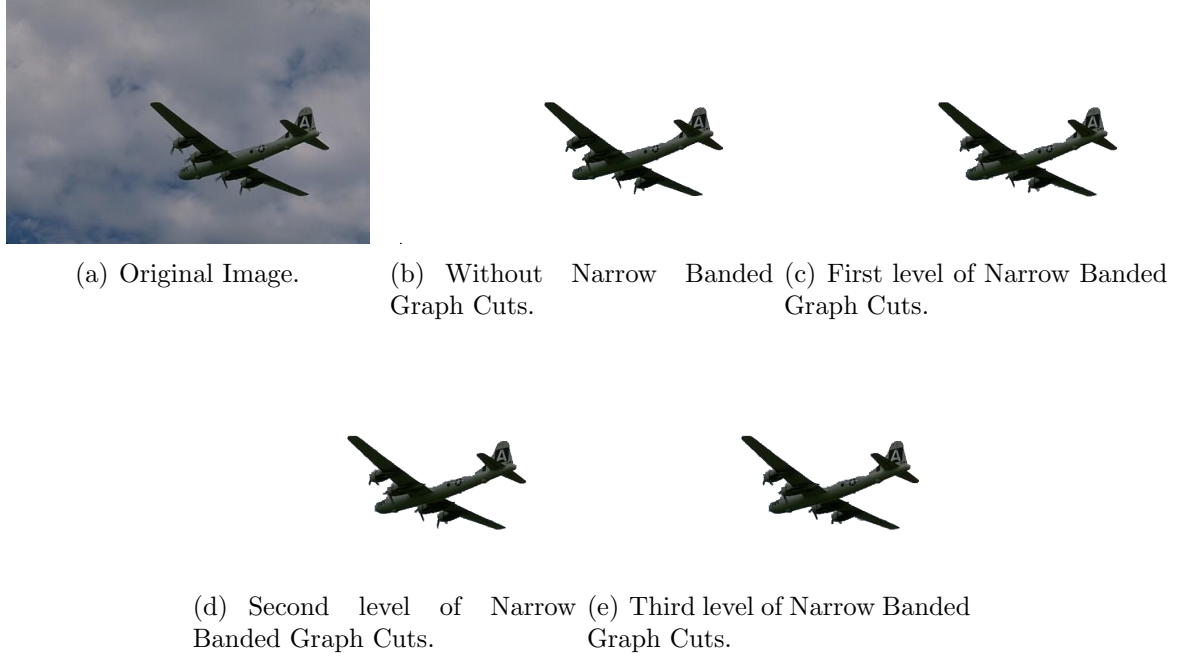 A
A
A
(a) Original Image.
(b) Without Narrow Banded
Graph Cuts.
(c) First level of Narrow Banded
Graph Cuts.
A
A
(d) Second level of Narrow
Banded Graph Cuts.
(e) Third level of Narrow Banded
Graph Cuts.